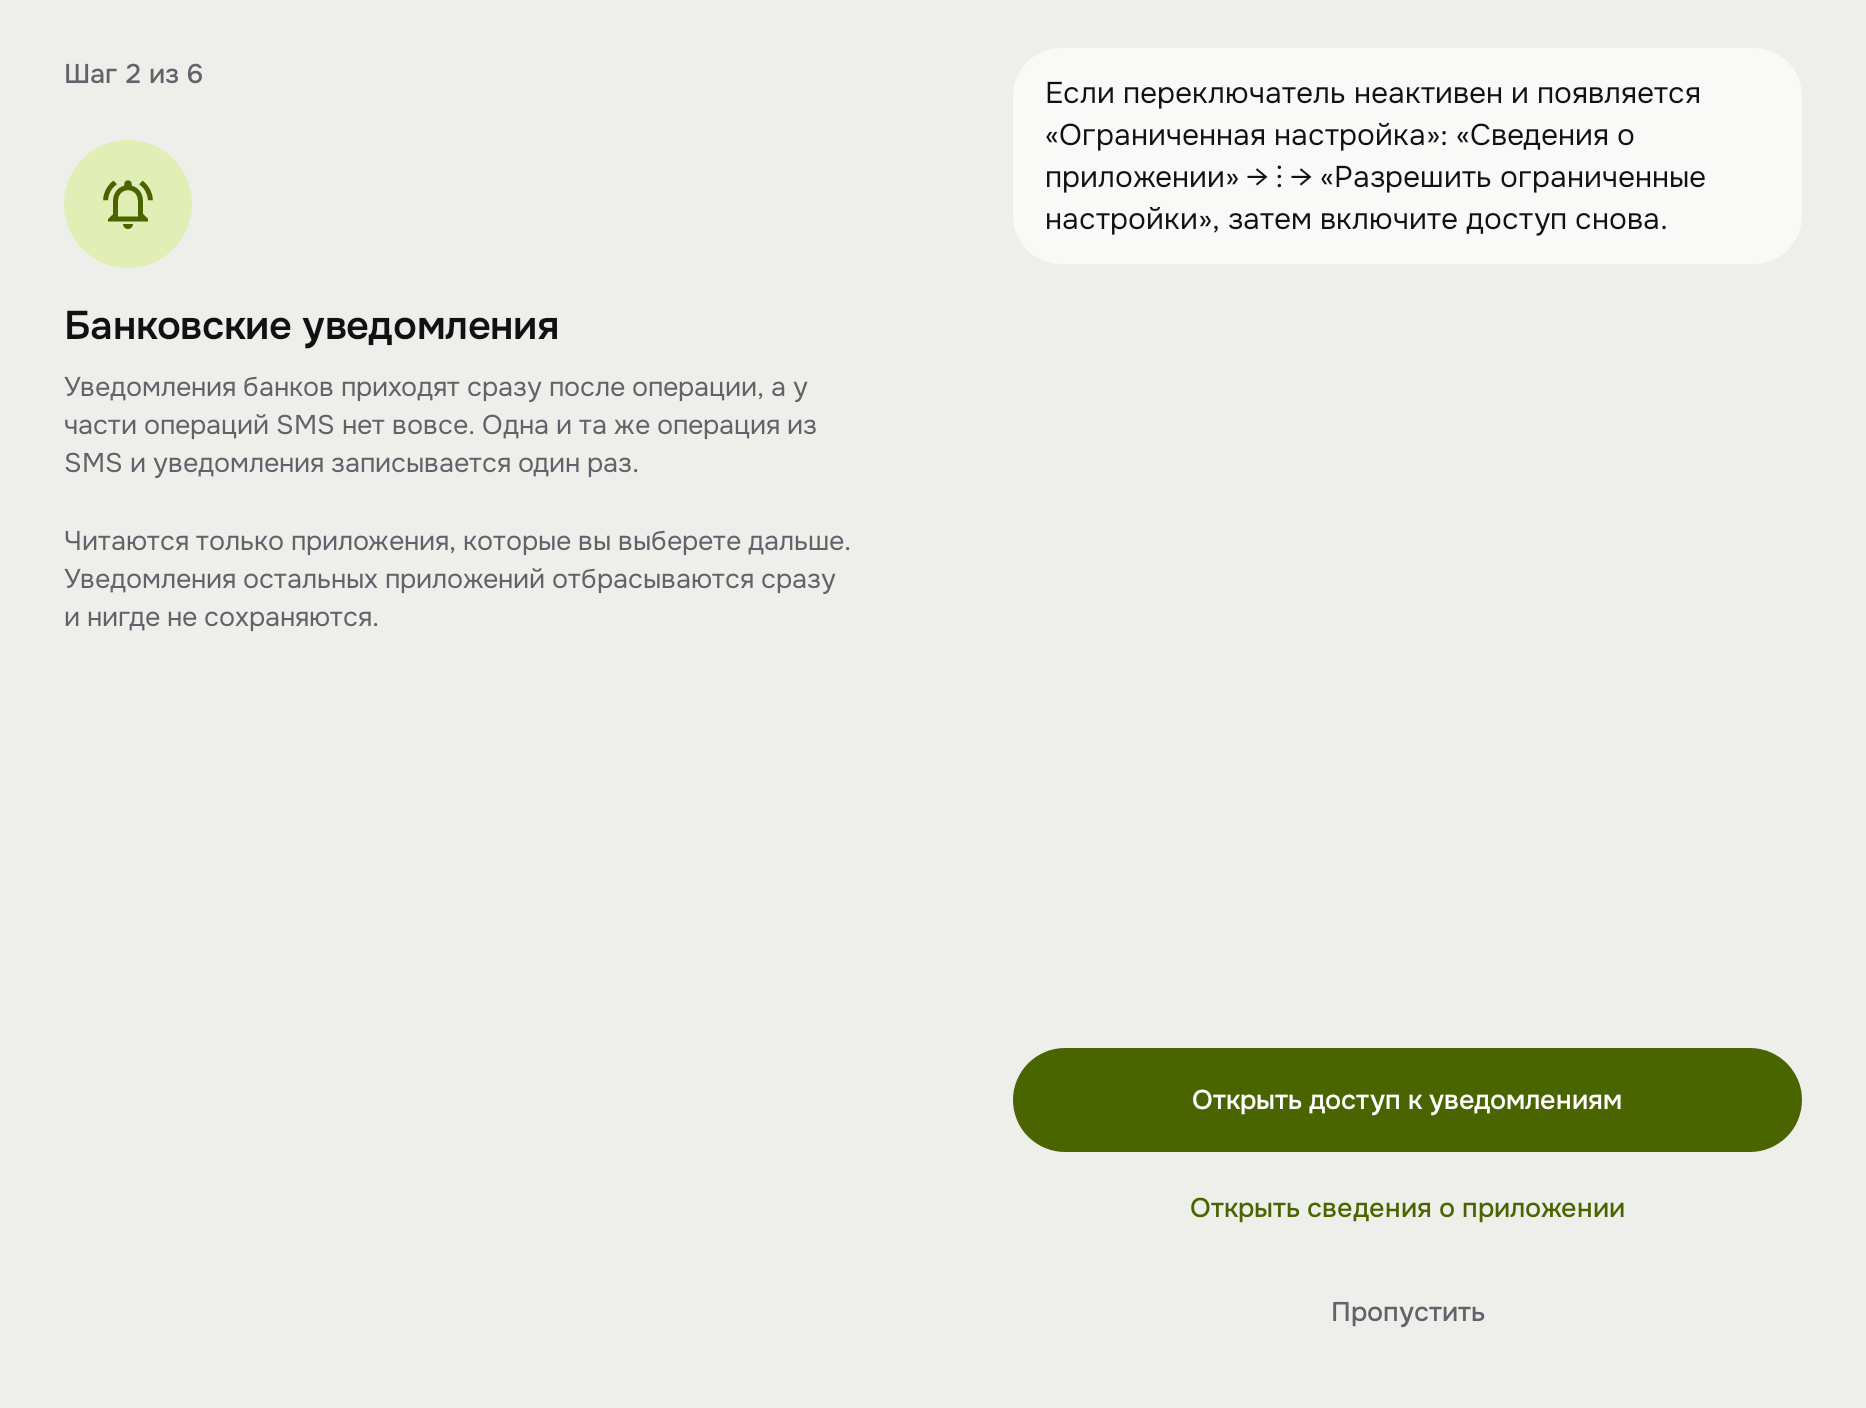 Шаг 2 из 6
Банковские уведомления
Уведомления банков приходят сразу после операции, а у
части операций SMS нет вовсе. Одна и та же операция из
SMS и уведомления записывается один раз.
Читаются только приложения, которые вы выберете дальше.
Уведомления остальных приложений отбрасываются сразу
и нигде не сохраняются.
Если переключатель неактивен и появляется
«Ограниченная настройка»: «Сведения о
приложении» → ⋮ → «Разрешить ограниченные
настройки», затем включите доступ снова.
Открыть доступ к уведомлениям
Открыть сведения о приложении
Пропустить